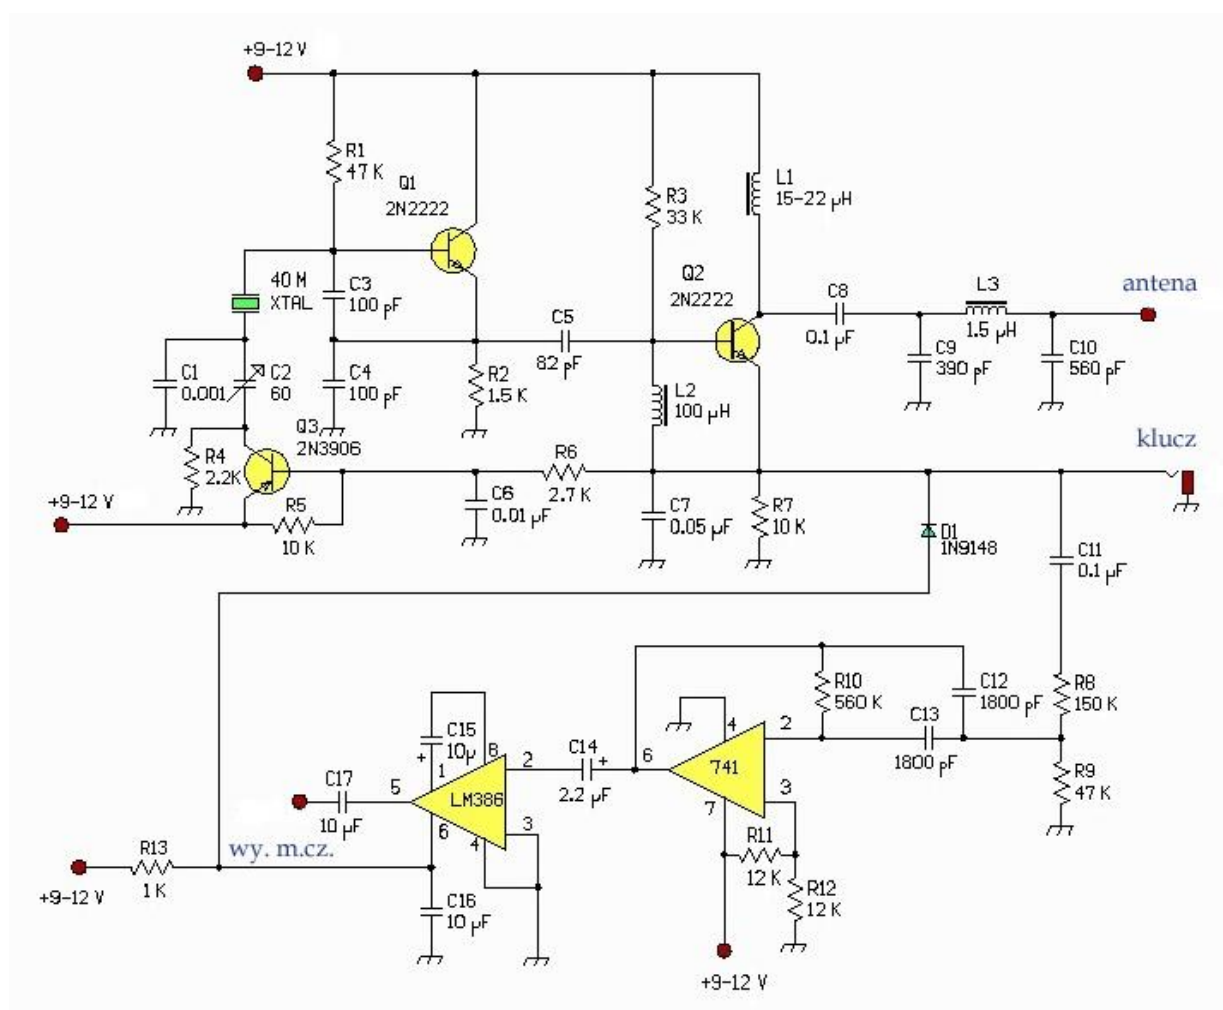 +9-12 V
R1
47 K
Q1
2N2222
R3
33 K
L1
15-22 µH
Q2
2N2222
40 M
XTAL
C3
100 pF
C5
82 pF
C8
0.1 µF
L3
1.5 µH
antena
C1
0.001
C2
60
C4
100 pF
R2
1.5 K
C9
390 pF
C10
560 pF
L2
100 µH
Q3
2N3906
klucz
R4
2.2K
R6
2.7 K
+9-12 V
R5
10 K
C6
0.01 µF
C7
0.05 µF
R7
10 K
D1
1N9148
C11
0.1 µF
R10
560 K
C12
1800 pF
R8
150 K
C13
1800 pF
C15
10µ
+
8
1
C14
+
2.2 µF
2
6
4
741
2
3
7
R9
47 K
C17
10 µF
5
LM386
6
4
3
R11
12 K
R12
12 K
R13
1 K
wy. m.cz.
+9-12 V
C16
10 µF
+9-12 V